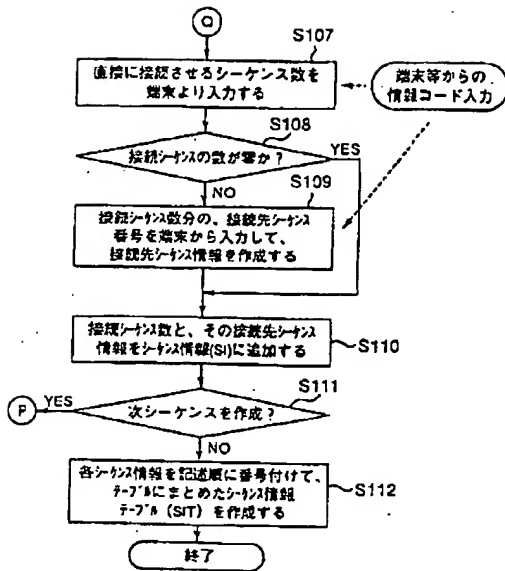 Q
S107
直接に接続させるシーケンス数を
端末より入力する
端末等からの
情報コード入力
S108
接続シーケンスの数が零か?
YES
NO
S109
接続シーケンス数分の、接続先シーケンス
番号を端末から入力して、
接続先シーケンス情報を作成する
接続シーケンス数と、その接続先シーケンス
情報をシーケンス情報(SI)に追加する
S110
S111
P
YES
次シーケンスを作成?
NO
各シーケンス情報を記述順に番号付けて、
テーブルにまとめたシーケンス情報
テーブル(SIT)を作成する
S112
終了